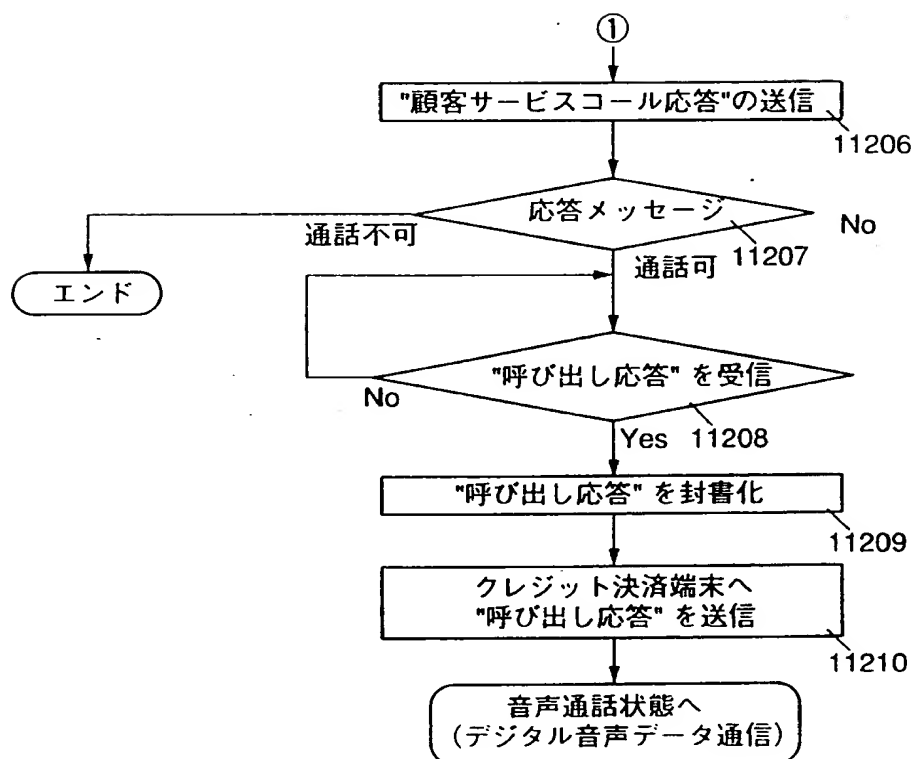 ①
"顧客サービスコール応答"の送信
11206
応答メッセージ
No
通話不可
11207
通話可
エンド
"呼び出し応答" を受信
No
Yes 11208
"呼び出し応答" を封書化
11209
クレジット決済端末へ
"呼び出し応答" を送信
11210
音声通話状態へ
(デジタル音声データ通信)